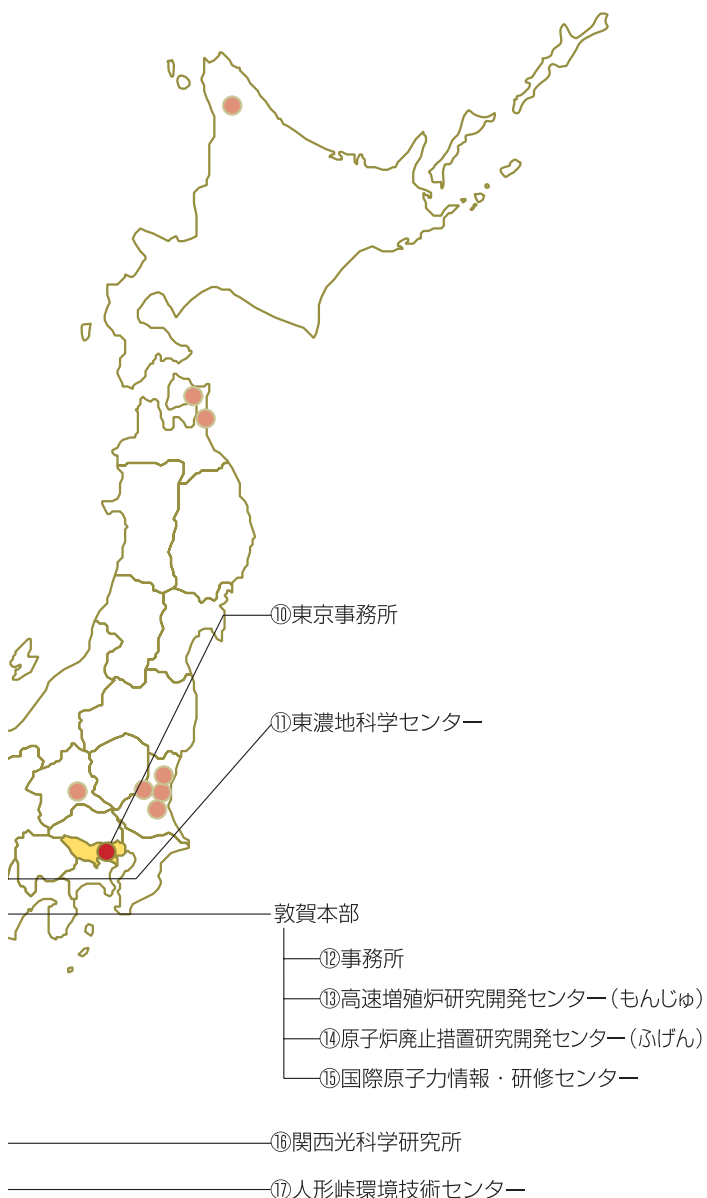 ⑩東京事務所
⑪東濃地科学センター
敦賀本部
⑫事務所
⑬高速増殖炉研究開発センター（もんじゅ）
⑭原子炉廃止措置研究開発センター（ふげん）
⑮国際原子力情報・研修センター
⑯関西光科学研究所
⑰人形峠環境技術センター